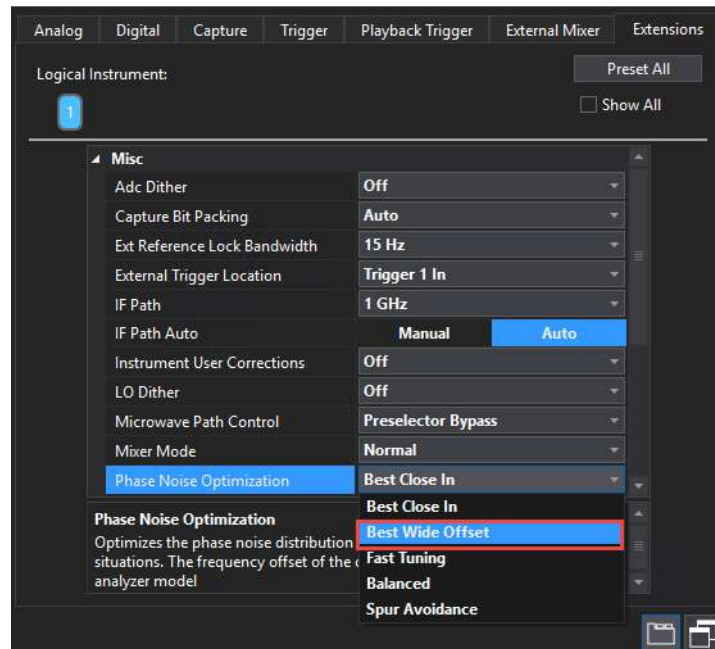 Analog Digital Capture Trigger Playback Trigger External Mixer Extensions
Logical Instrument: Preset All
1 Show All
Misc
Adc Dither Off
Capture Bit Packing Auto
Ext Reference Lock Bandwidth 15 Hz
External Trigger Location Trigger 1 In
IF Path 1 GHz
IF Path Auto Manual Auto
Instrument User Corrections Off
LO Dither Off
Microwave Path Control Preselector Bypass
Mixer Mode Normal
Phase Noise Optimization Best Close In
Best Close In
Best Wide Offset
Fast Tuning
Balanced
Spur Avoidance
Phase Noise Optimization
Optimizes the phase noise distribution
situations. The frequency offset of the
analyzer model